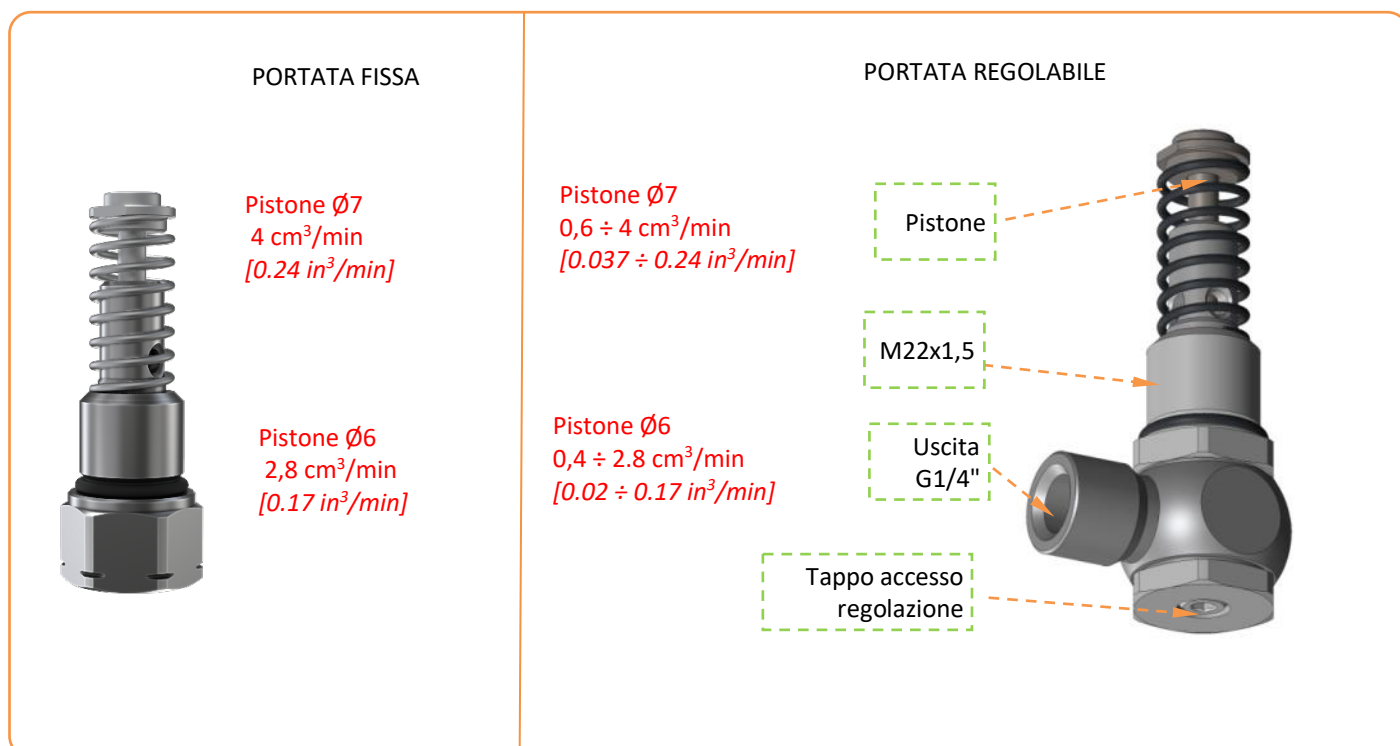 PORTATA FISSA
Pistone Ø7
4 cm³/min
[0.24 in³/min]
Pistone Ø6
2,8 cm³/min
[0.17 in³/min]
PORTATA REGOLABILE
Pistone Ø7
0,6 ÷ 4 cm³/min
[0.037 ÷ 0.24 in³/min]
Pistone Ø6
0,4 ÷ 2.8 cm³/min
[0.02 ÷ 0.17 in³/min]
Pistone
M22x1,5
Uscita
G1/4"
Tappo accesso
regolazione